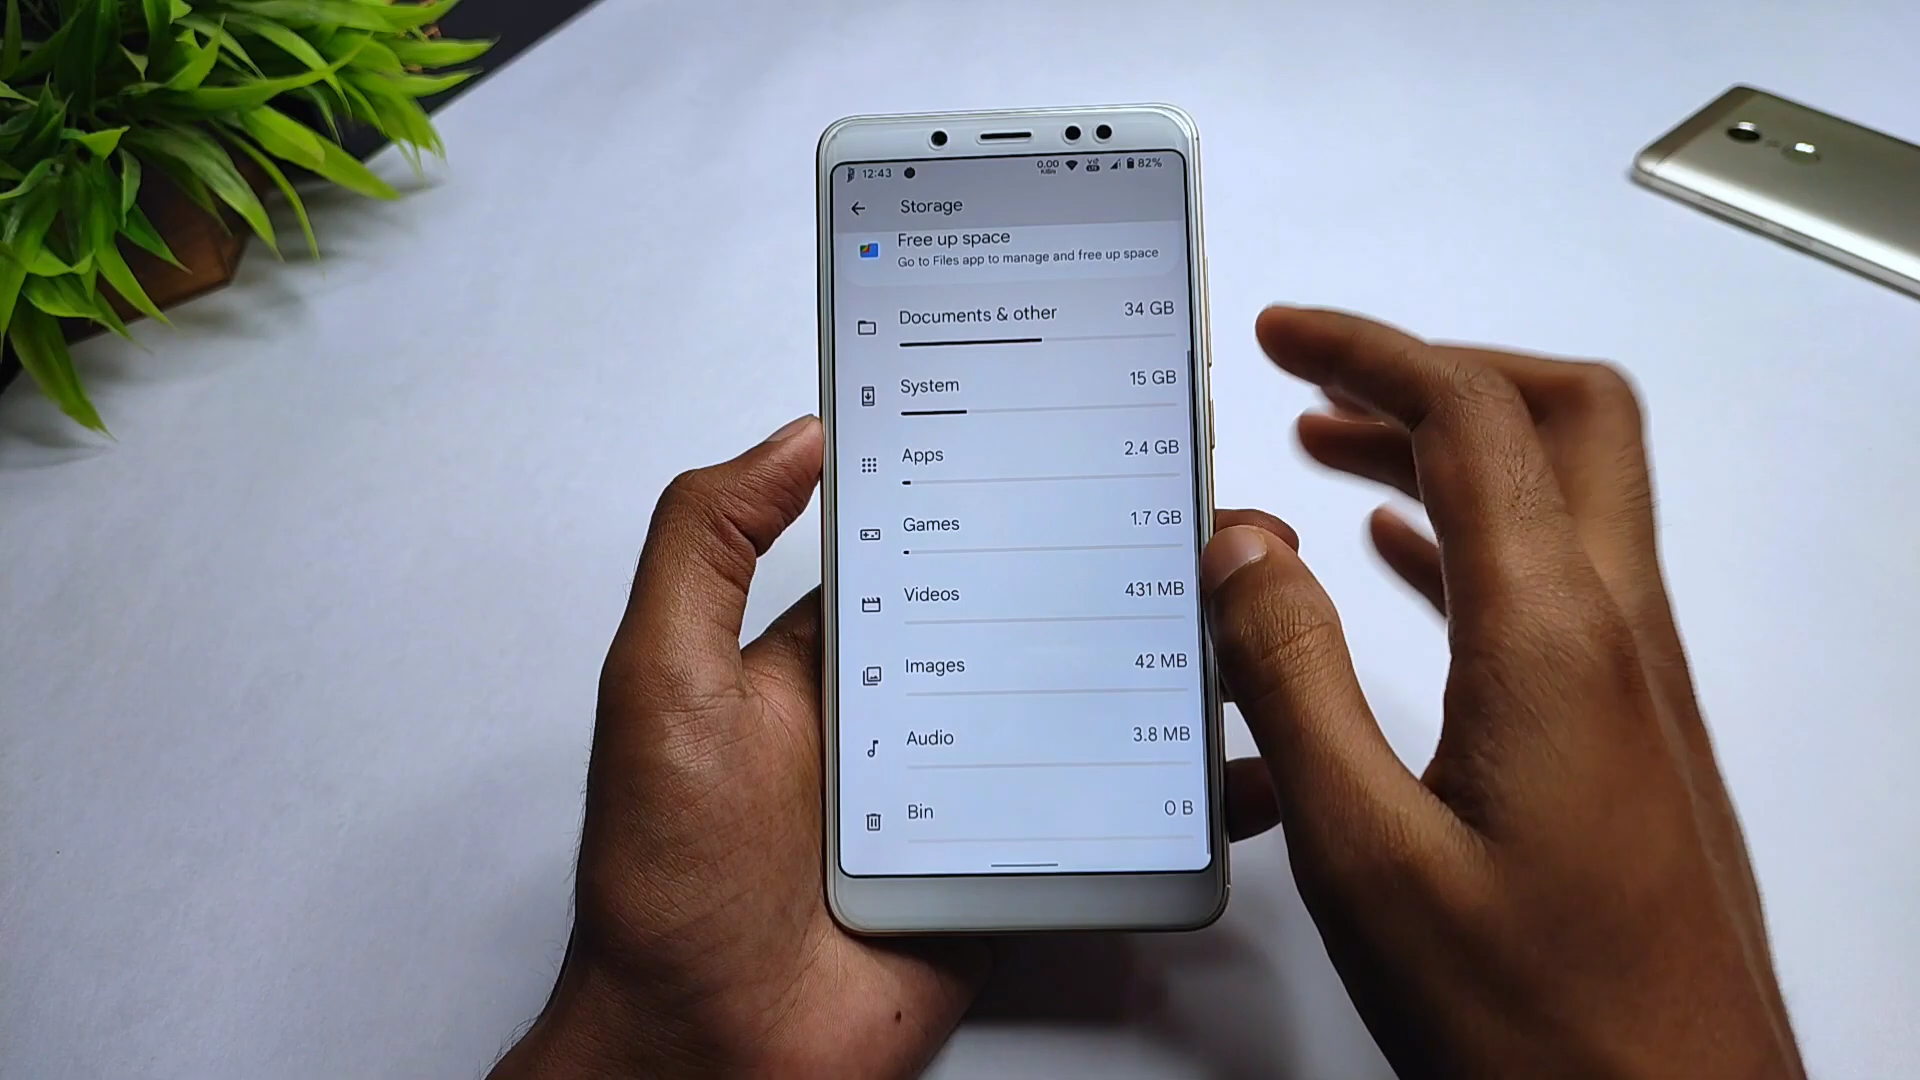 12:43
0.00
82%
Storage
Free up space
Go to Files app to manage and free up space
Documents & other
34 GB
System
15 GB
Apps
2.4 GB
Games
1.7 GB
Videos
431 MB
Images
42 MB
Audio
3.8 MB
Bin
0 B